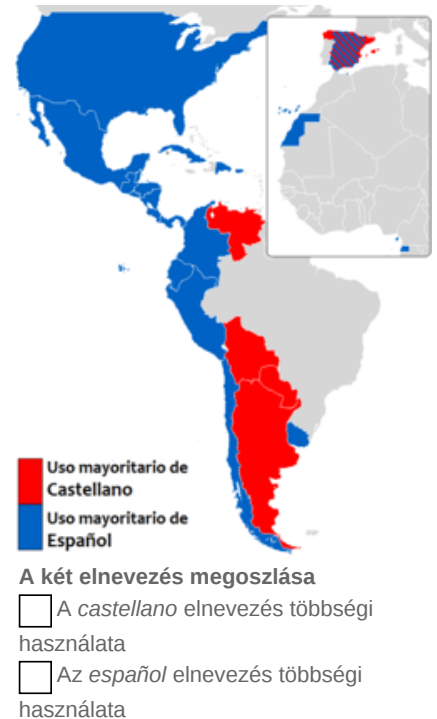 Uso mayoritario de
Castellano
Uso mayoritario de
Español
A két elnevezés megoszlása
A castellano elnevezés többségi
használata
Az español elnevezés többségi
használata